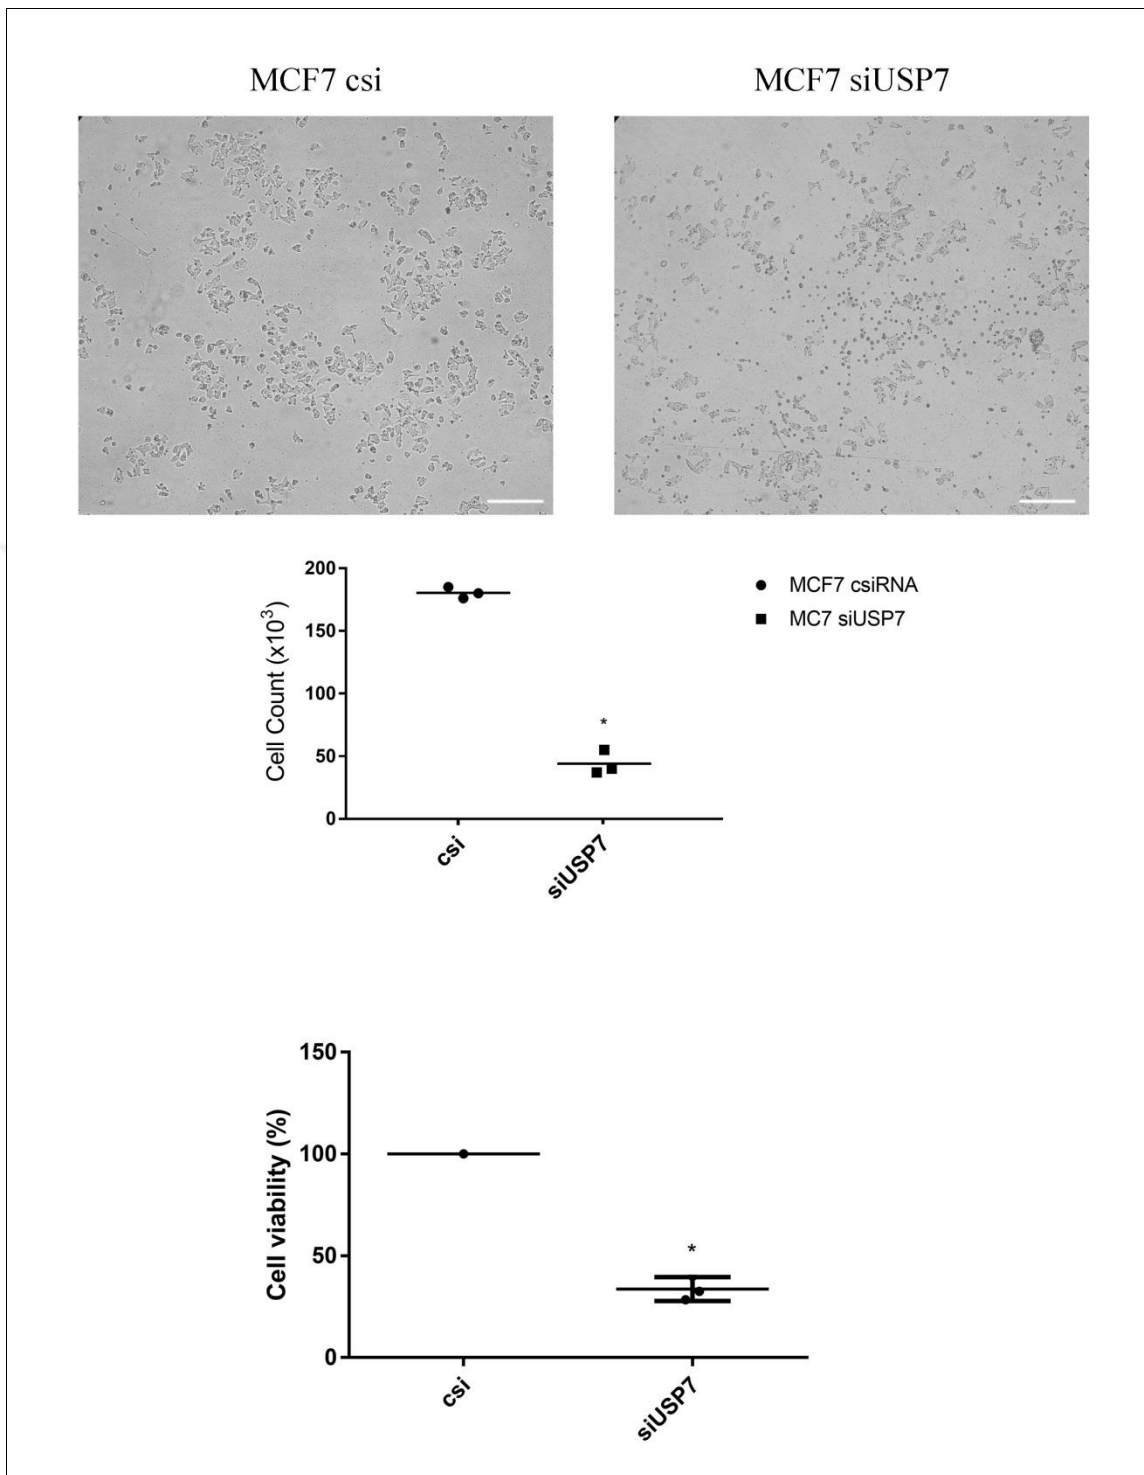 MCF7 csi
MCF7 siUSP7
200
150
100
50
0
Cell Count (x10³)
*
csi
siUSP7
MCF7 csiRNA
MC7 siUSP7
150
100
50
0
Cell viability (%)
*
csi
siUSP7